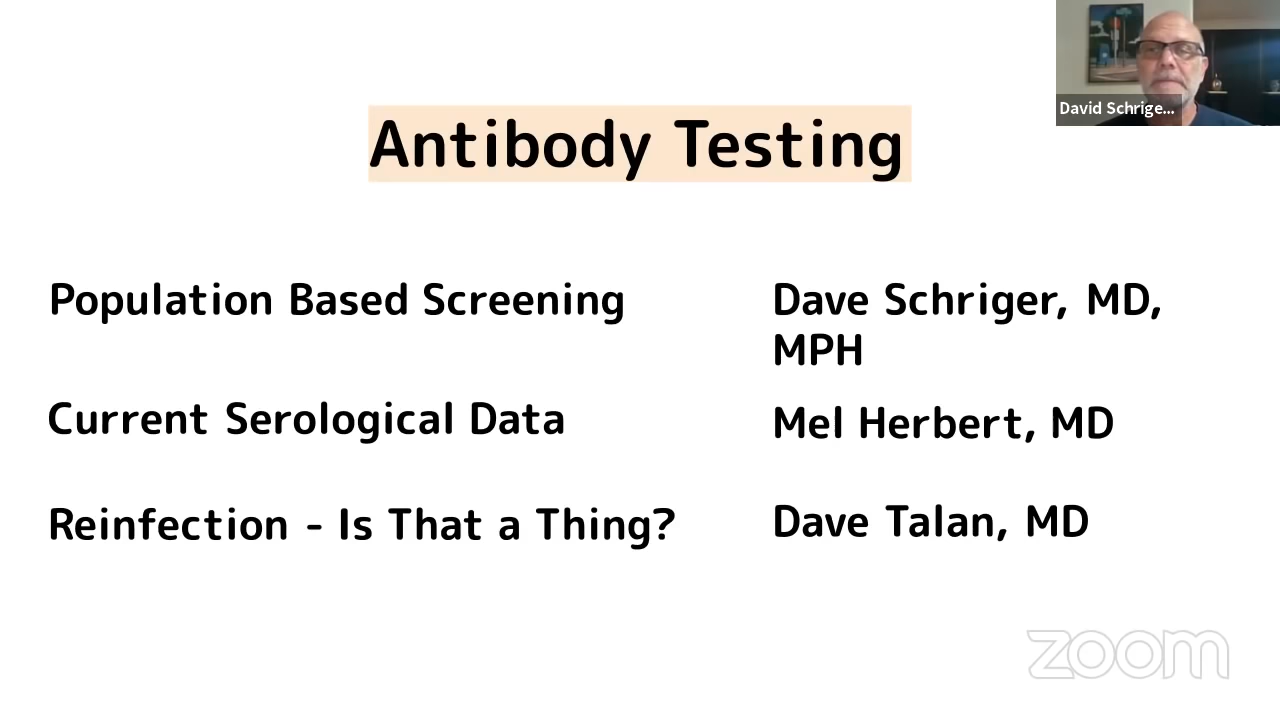 David Schrige...
Antibody Testing
Population Based Screening
Dave Schriger, MD,
MPH
Current Serological Data
Mel Herbert, MD
Reinfection - Is That a Thing?
Dave Talan, MD
zoom